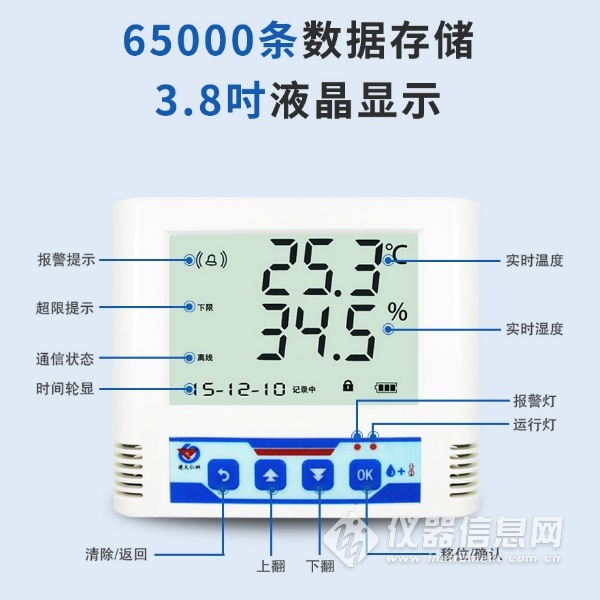 65000条数据存储
3.8吋液晶显示
报警提示
超限提示
通信状态
时间轮显
25.3℃
下限
34.5%
离线
15-12-10 记录中
实时温度
实时湿度
报警灯
运行灯
建大仁科
OK
+
清除/返回
上翻
下翻
移位/确认
仪器信息网